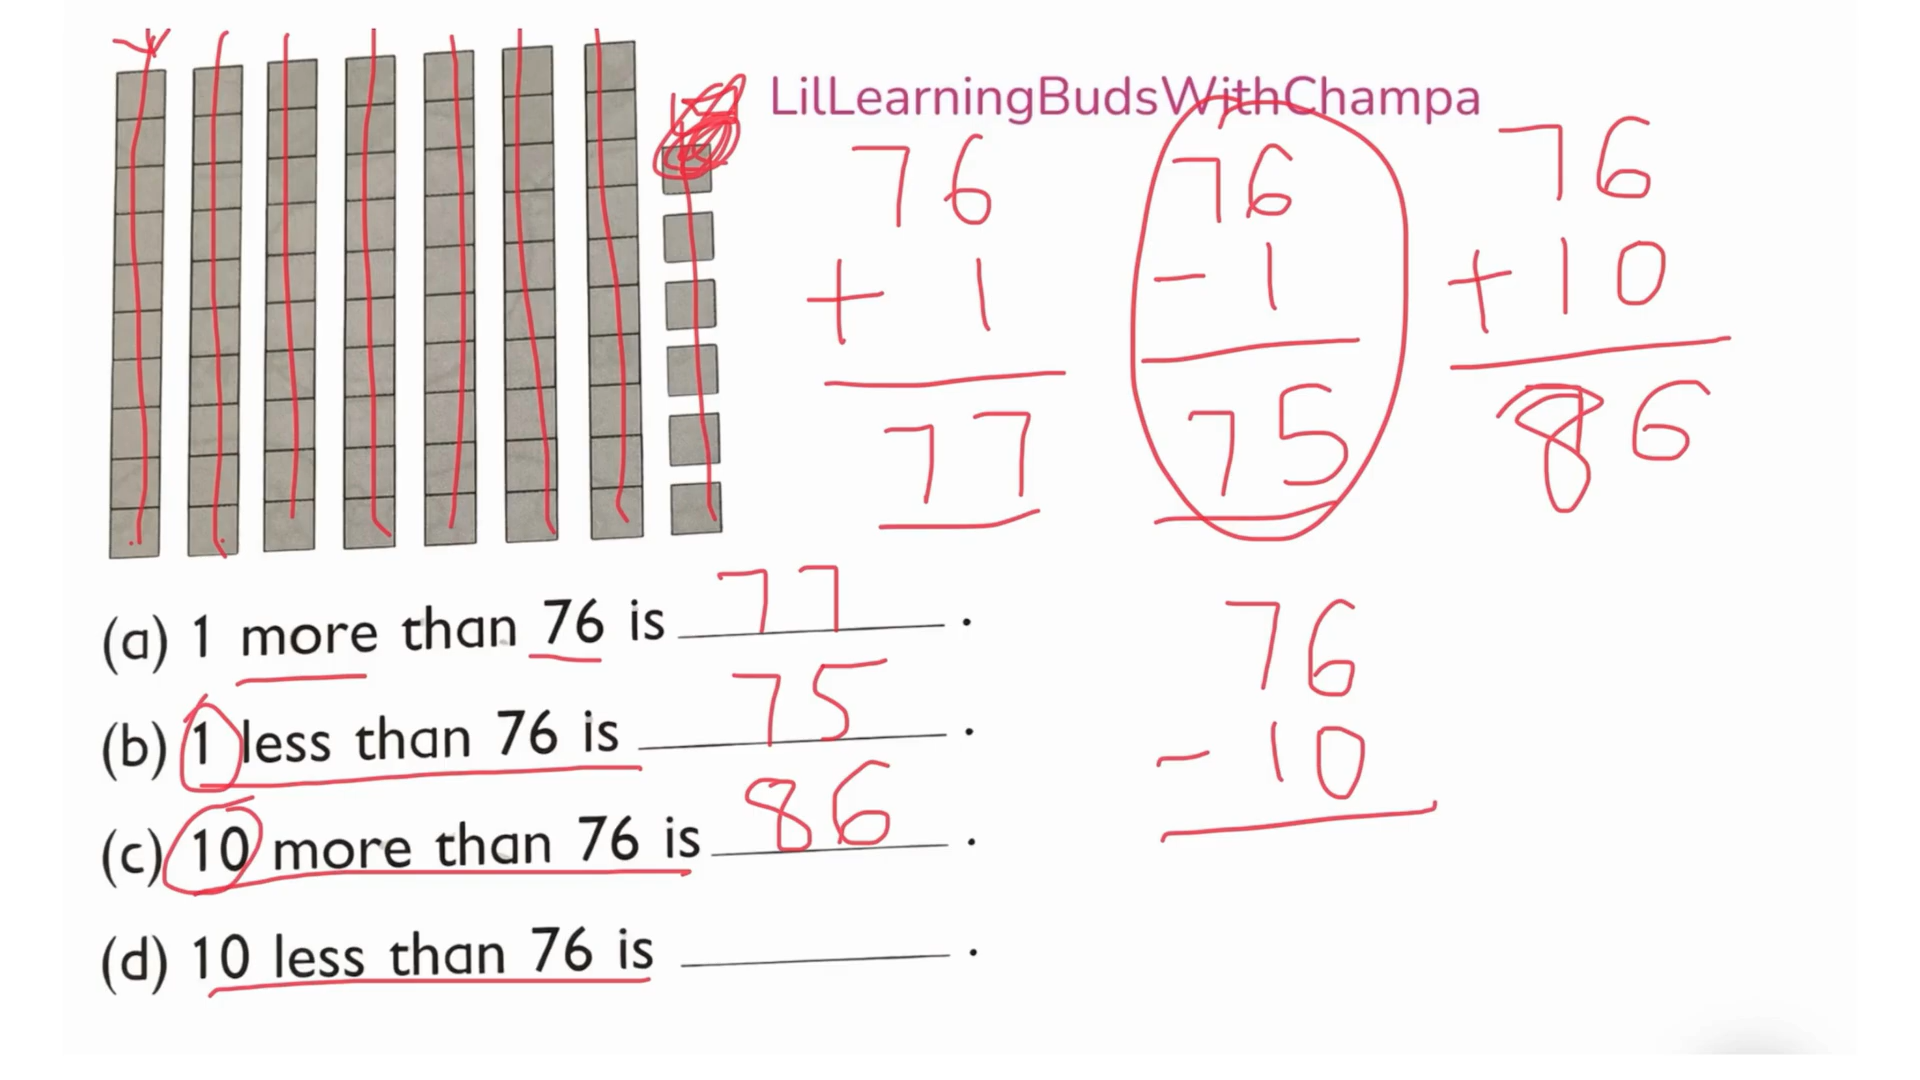 LilLearningBudsWithChampa
76
+ 1
77
76
- 1
75
76
+ 10
86
(a) 1 more than 76 is 77.
(b) 1 less than 76 is 75.
(c) 10 more than 76 is 86.
(d) 10 less than 76 is ______.
76
- 10